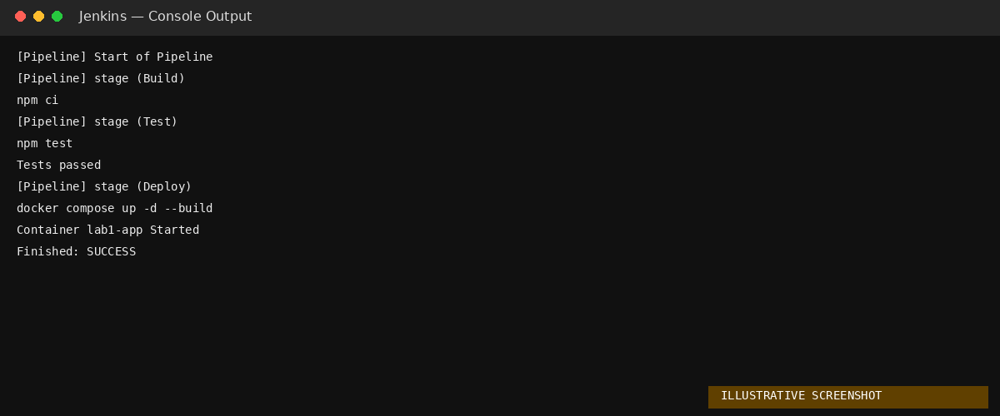 Jenkins — Console Output
[Pipeline] Start of Pipeline
[Pipeline] stage (Build)
npm ci
[Pipeline] stage (Test)
npm test
Tests passed
[Pipeline] stage (Deploy)
docker compose up -d --build
Container lab1-app Started
Finished: SUCCESS
ILLUSTRATIVE SCREENSHOT